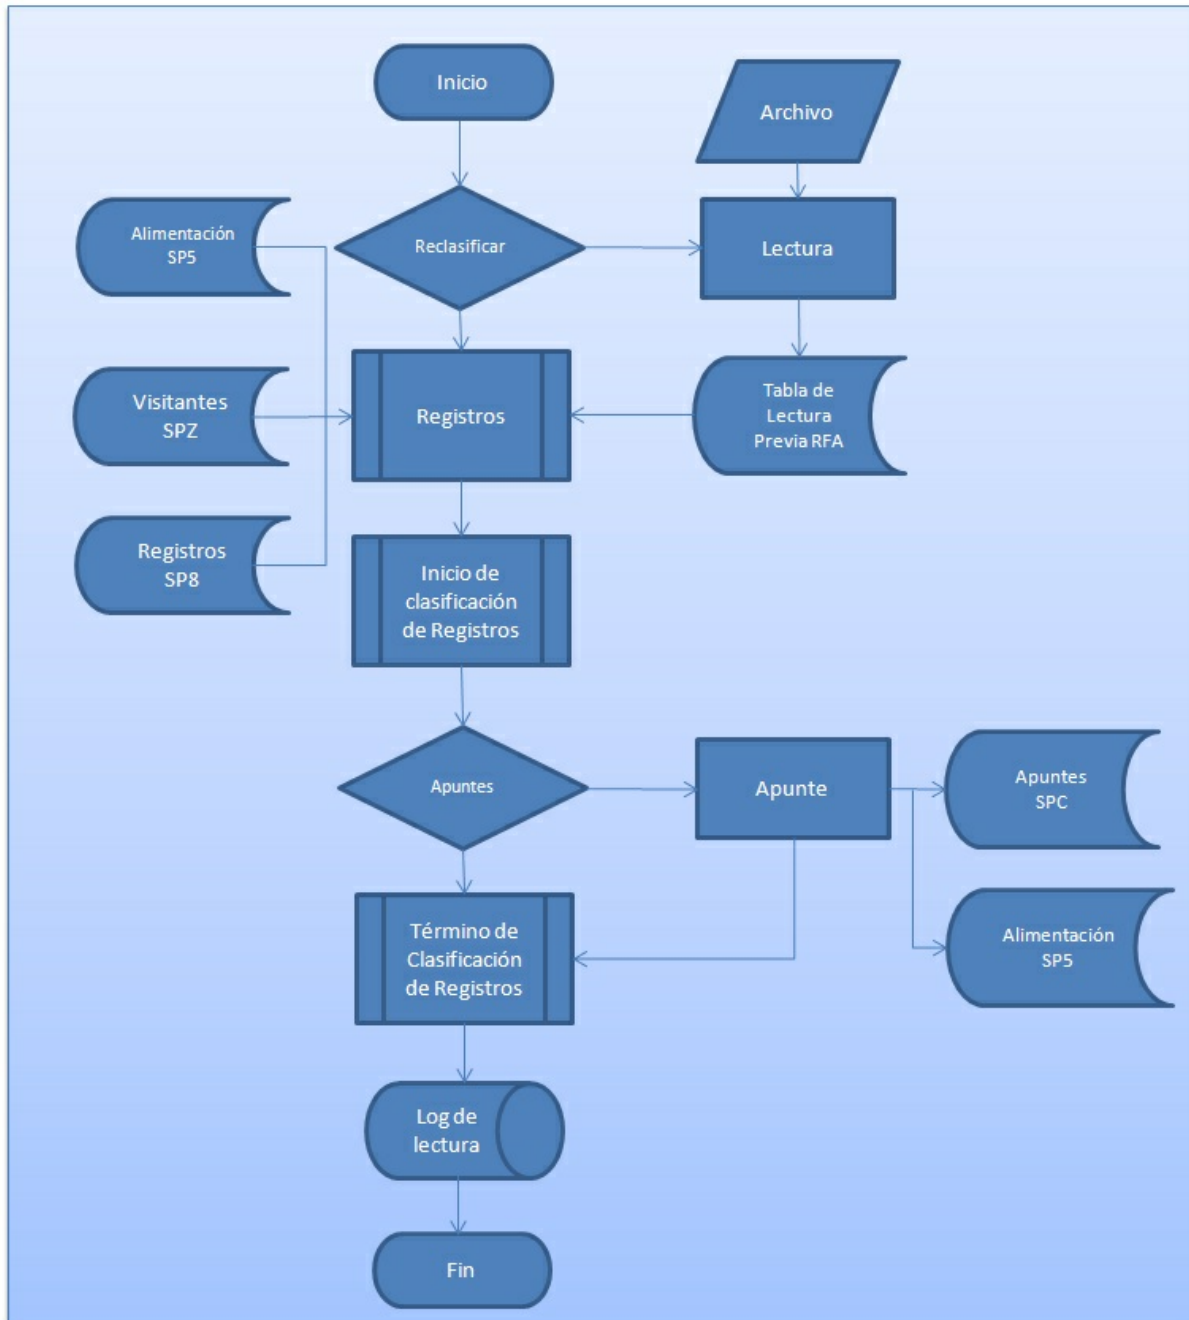 Inicio
Archivo
Alimentación
SP5
Reclasificar
Lectura
Visitantes
SPZ
Registros
Tabla de
Lectura
Previa RFA
Registros
SP8
Inicio de
clasificación
de Registros
Apuntes
Apunte
Apuntes
SPC
Término de
Clasificación
de Registros
Alimentación
SP5
Log de
lectura
Fin